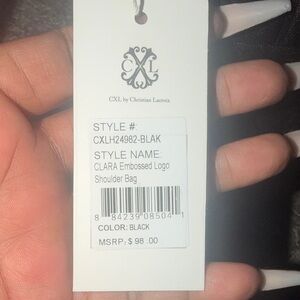 CXL
CXL by Christian Lacroix
STYLE #:
CXLH24982-BLAK
STYLE NAME:
CLARA Embossed Logo
Shoulder Bag
8 84239 08504 1
COLOR: BLACK
MSRP: $ 98.00